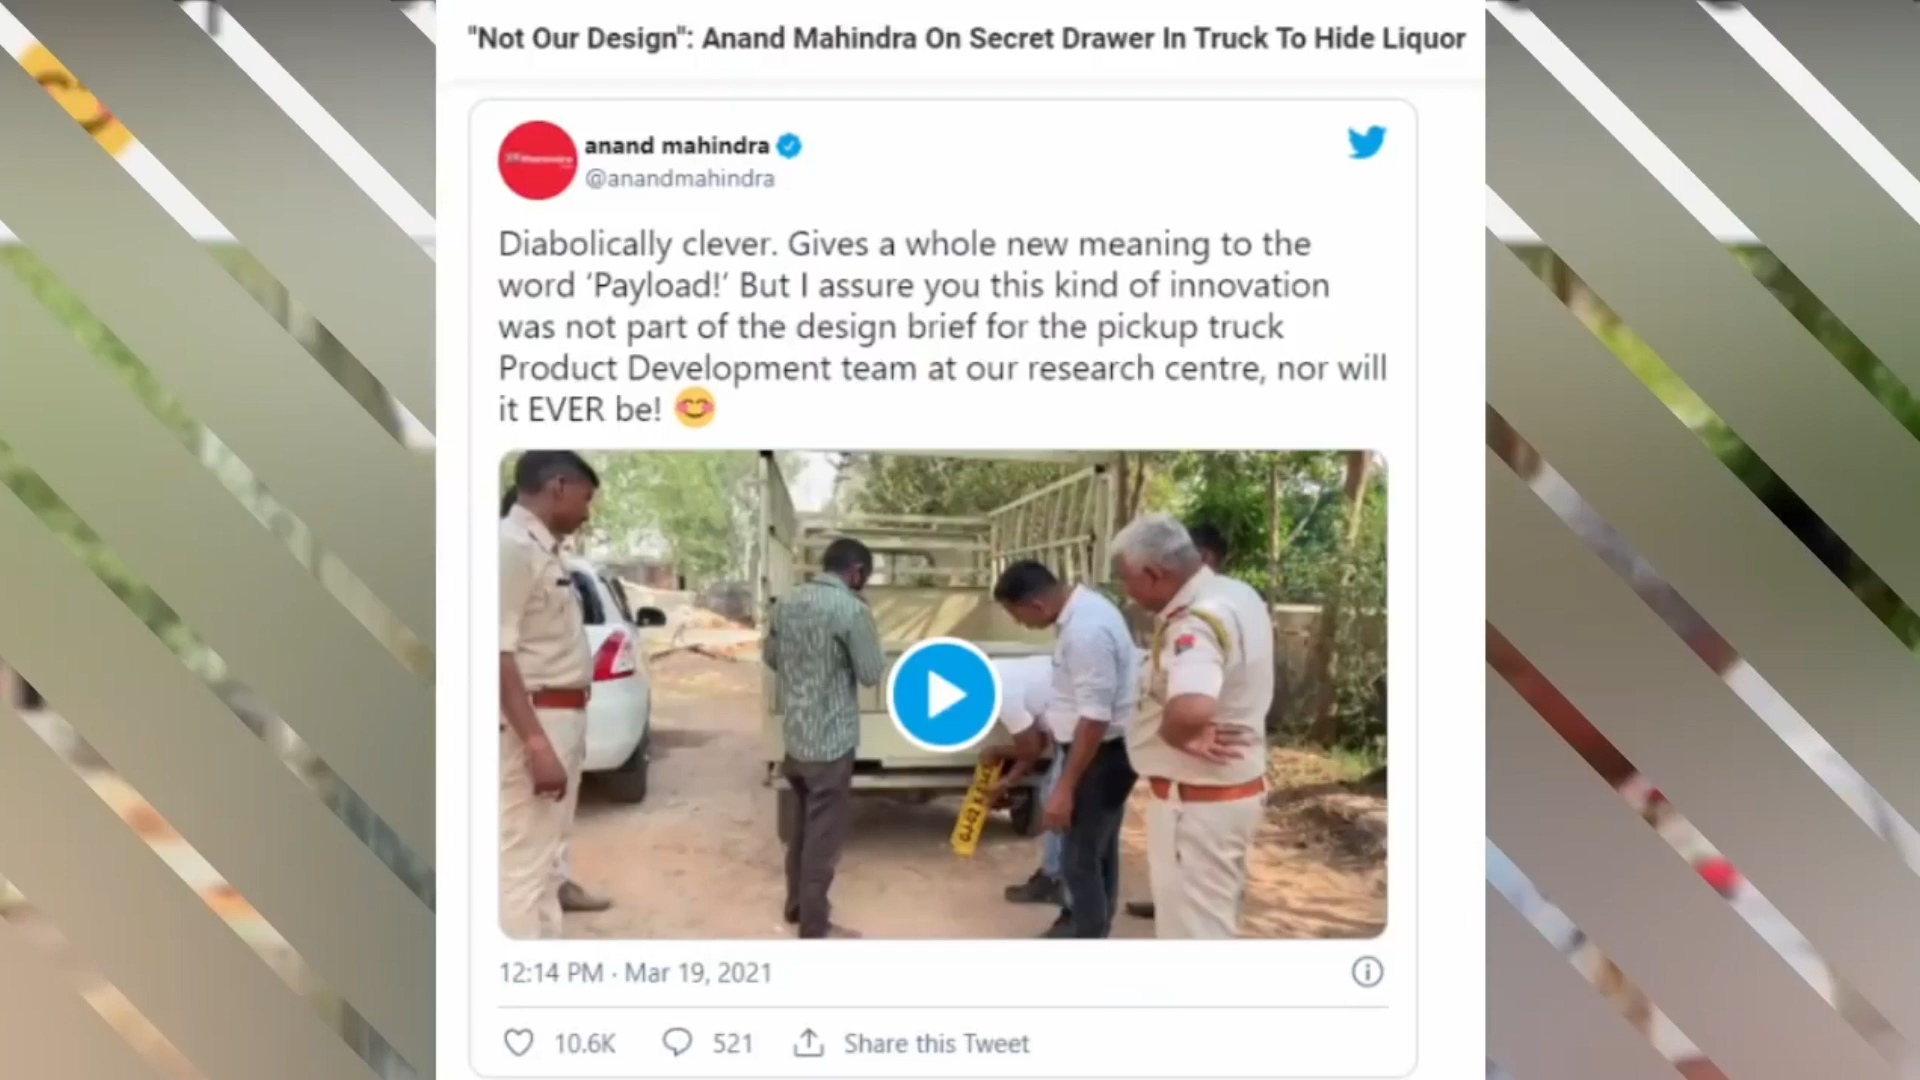 "Not Our Design": Anand Mahindra On Secret Drawer In Truck To Hide Liquor
anand mahindra
@anandmahindra
Diabolically clever. Gives a whole new meaning to the
word ‘Payload!’ But I assure you this kind of innovation
was not part of the design brief for the pickup truck
Product Development team at our research centre, nor will
it EVER be! 😊
12:14 PM · Mar 19, 2021
10.6K 521 Share this Tweet